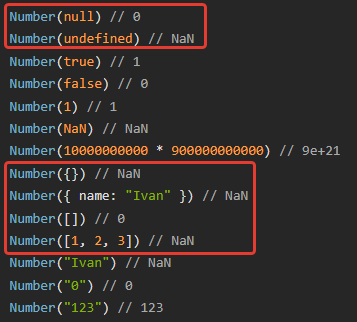 Number(null) // 0
Number(undefined) // NaN
Number(true) // 1
Number(false) // 0
Number(1) // 1
Number(NaN) // NaN
Number(10000000000 * 900000000000) // 9e+21
Number({}) // NaN
Number({ name: "Ivan" }) // NaN
Number([]) // 0
Number([1, 2, 3]) // NaN
Number("Ivan") // NaN
Number("0") // 0
Number("123") // 123